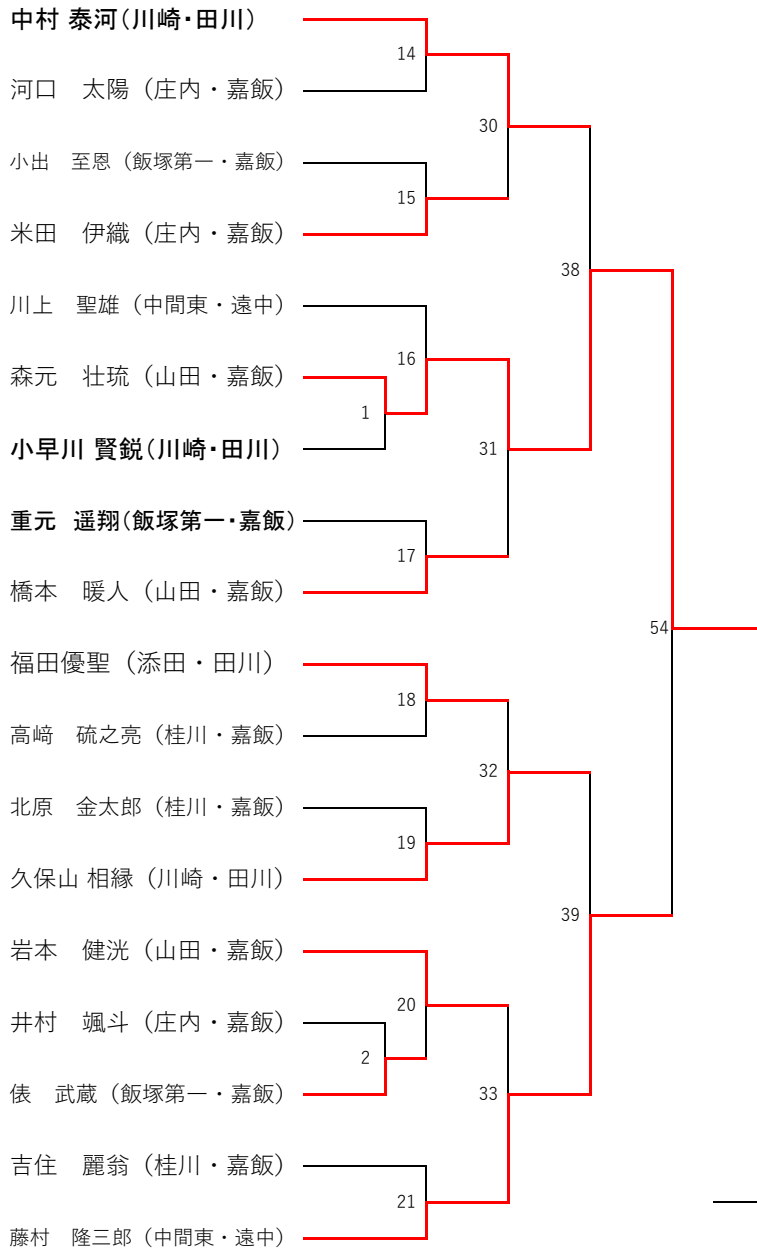 中村 泰河(川崎・田川)
14
河口　太陽（庄内・嘉飯）
30
小出　至恩（飯塚第一・嘉飯）
15
米田　伊織（庄内・嘉飯）
38
川上　聖雄（中間東・遠中）
16
森元　壮琉（山田・嘉飯）
1
小早川 賢鋭(川崎・田川)
31
重元　遥翔(飯塚第一・嘉飯)
17
橋本　暖人（山田・嘉飯）
54
福田優聖（添田・田川）
18
高﨑　硫之亮（桂川・嘉飯）
32
北原　金太郎（桂川・嘉飯）
19
久保山 相縁（川崎・田川）
39
岩本　健洸（山田・嘉飯）
20
井村　颯斗（庄内・嘉飯）
2
俵　武蔵（飯塚第一・嘉飯）
33
吉住　麗翁（桂川・嘉飯）
21
藤村　隆三郎（中間東・遠中）